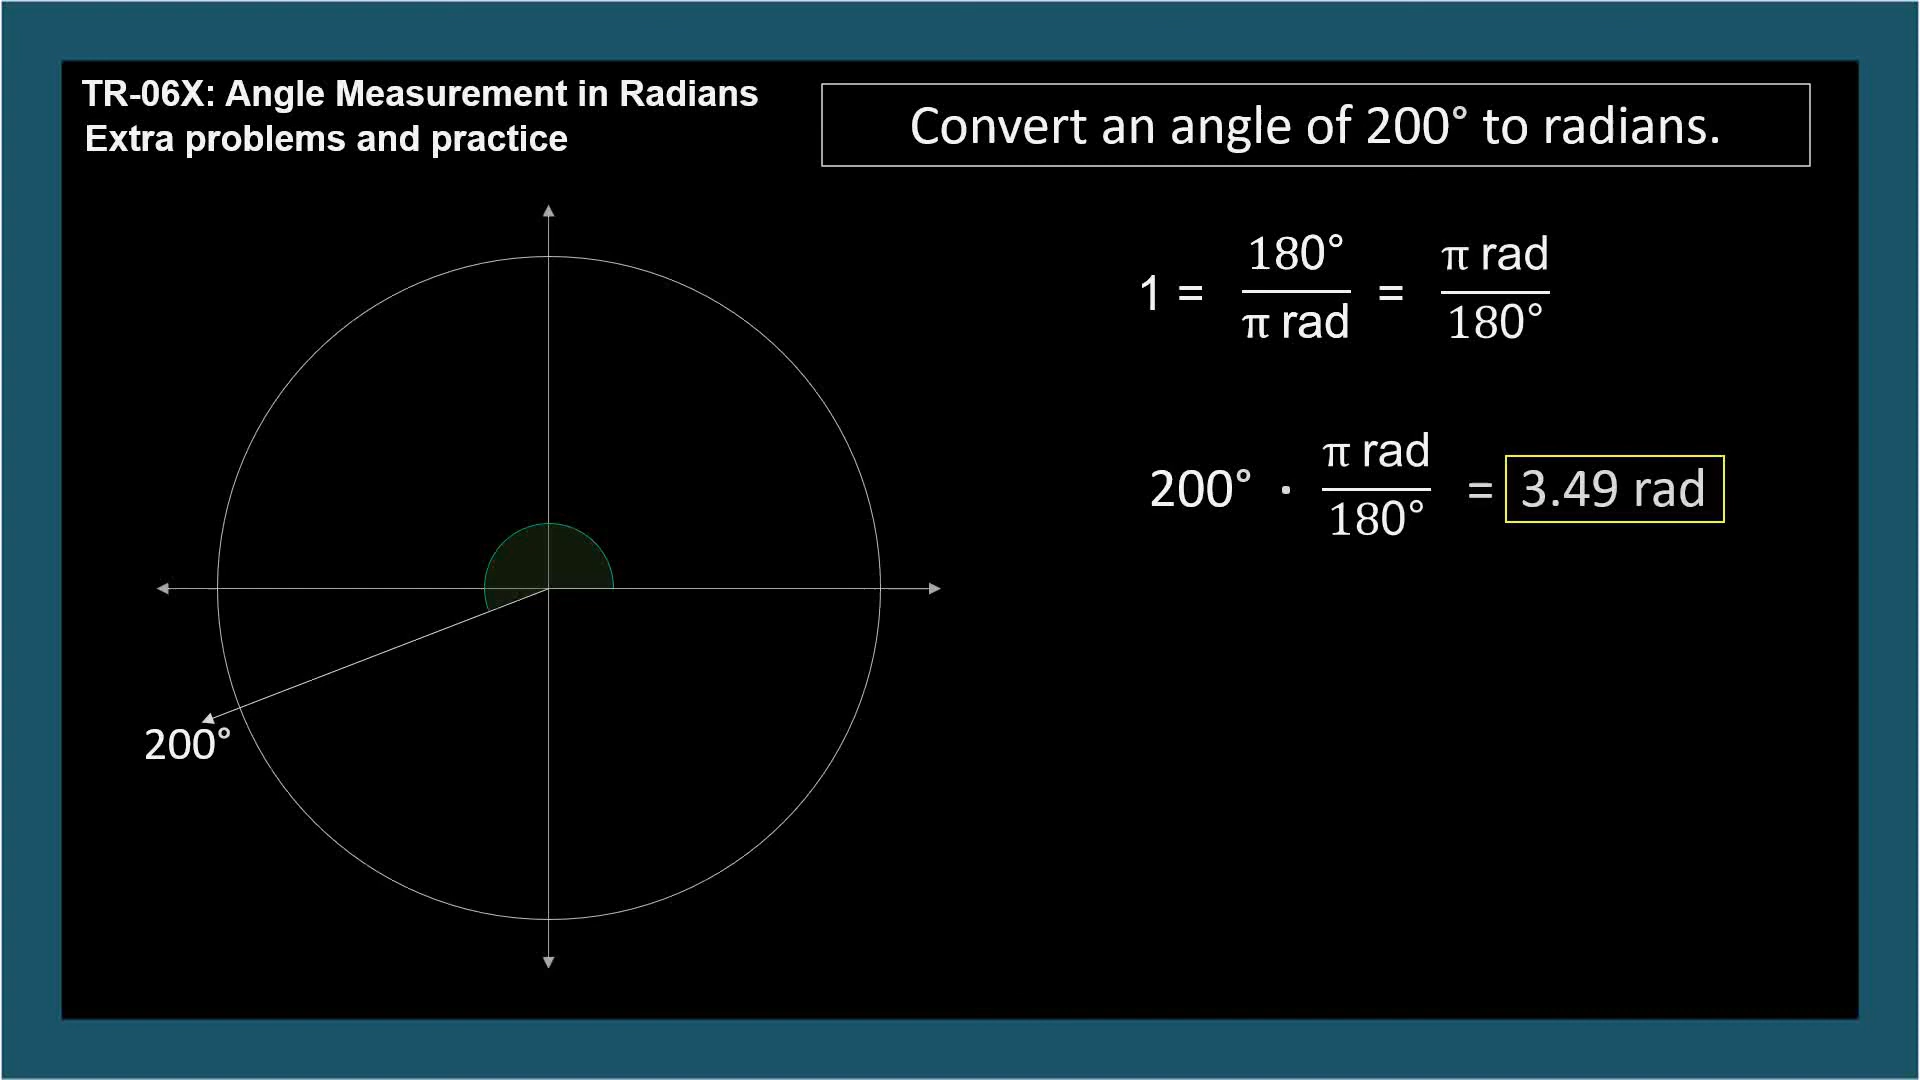 TR-06X: Angle Measurement in Radians
Extra problems and practice
Convert an angle of 200° to radians.
1 = 180°/π rad = π rad/180°
200° · π rad/180° = 3.49 rad
200°